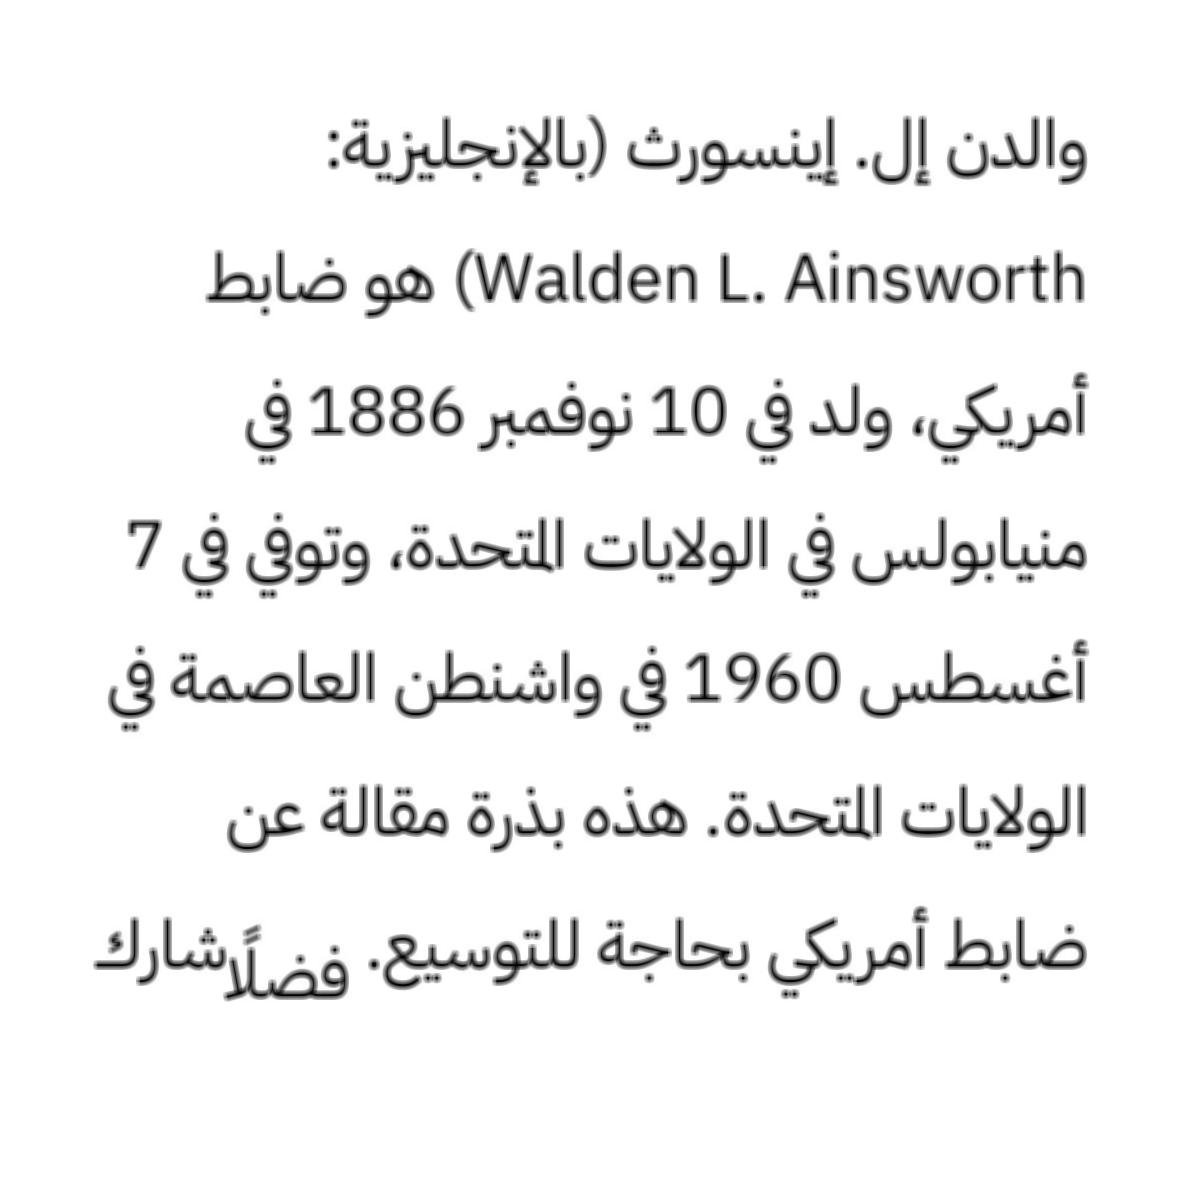 والدن إل. إينسورث (بالإنجليزية:
Walden L. Ainsworth) هو ضابط
أمريكي، ولد في 10 نوفمبر 1886 في
منيابولس في الولايات المتحدة، وتوفي في 7
أغسطس 1960 في واشنطن العاصمة في
الولايات المتحدة. هذه بذرة مقالة عن
ضابط أمريكي بحاجة للتوسيع. فضلًا شارك